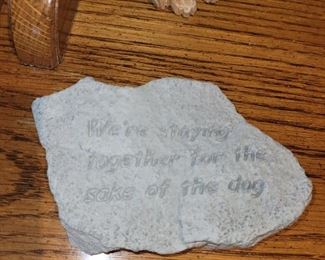 We're staying
together for the
sake of the dog